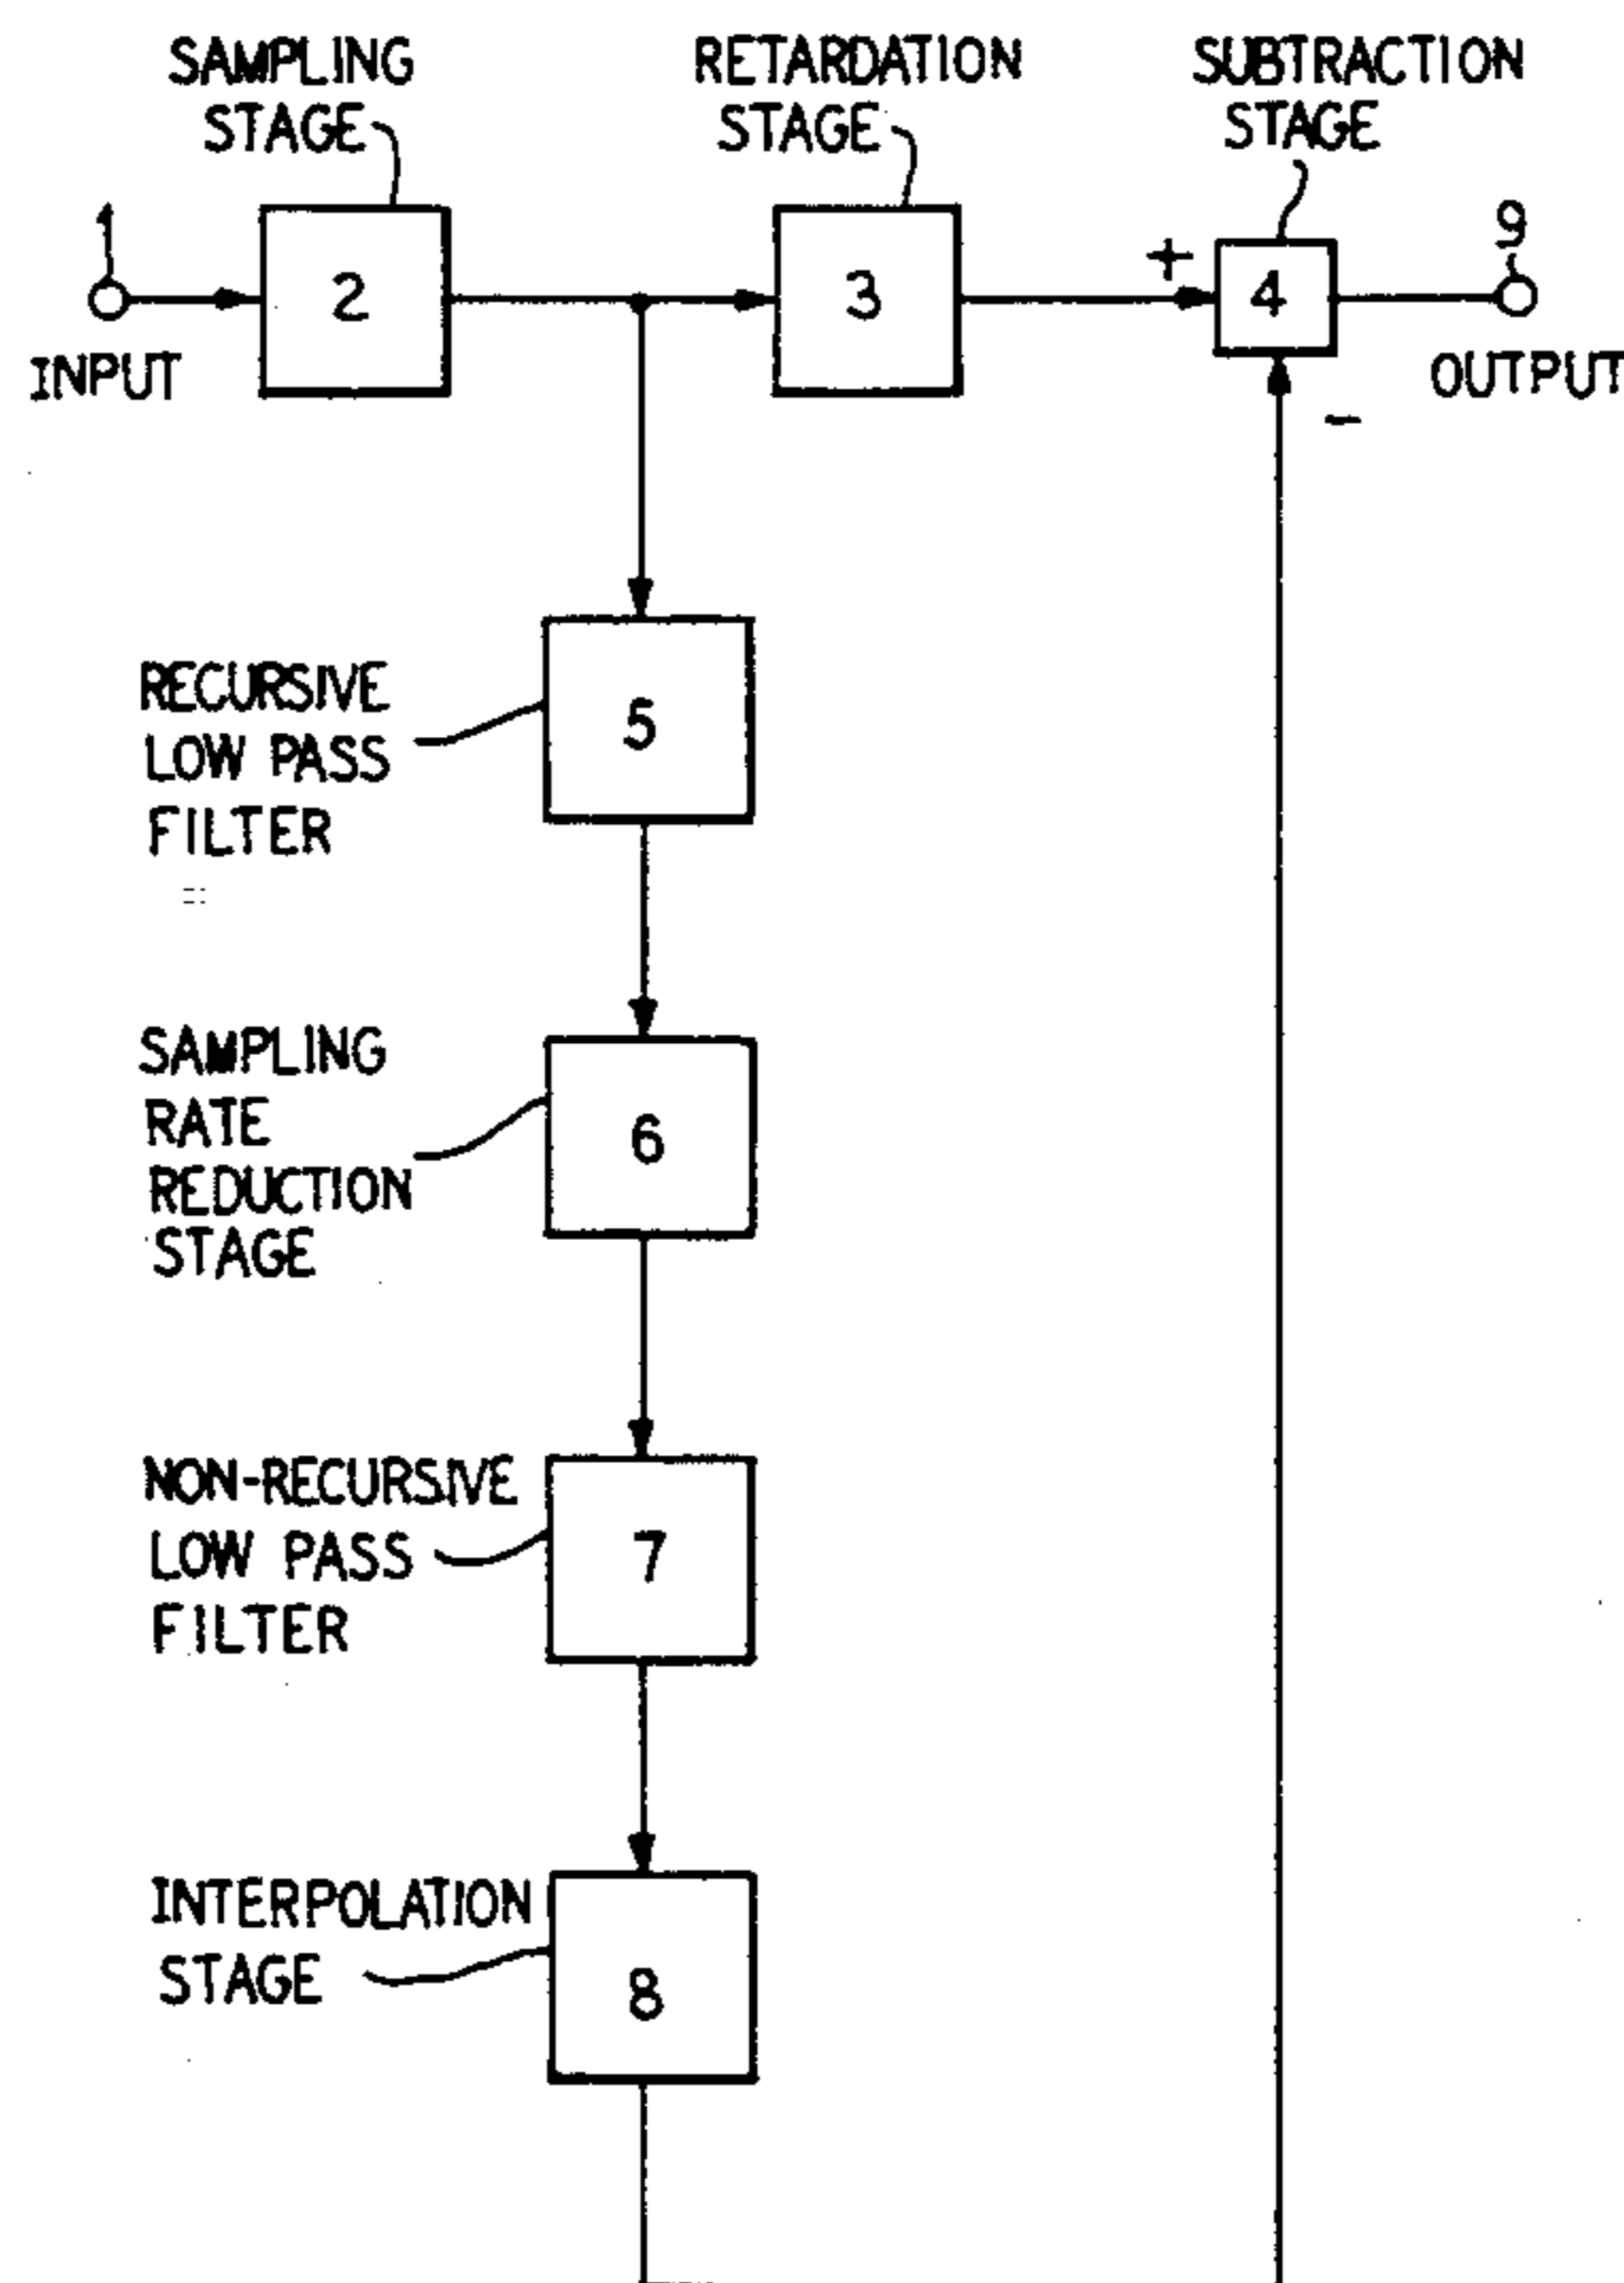 SAMPLING
STAGE
RETARDATION
STAGE
SUBTRACTION
STAGE
1
2
3
+
4
9
INPUT
OUTPUT
-
RECURSIVE
LOW PASS
FILTER
5
SAMPLING
RATE
REDUCTION
STAGE
6
NON-RECURSIVE
LOW PASS
FILTER
7
INTERPOLATION
STAGE
8